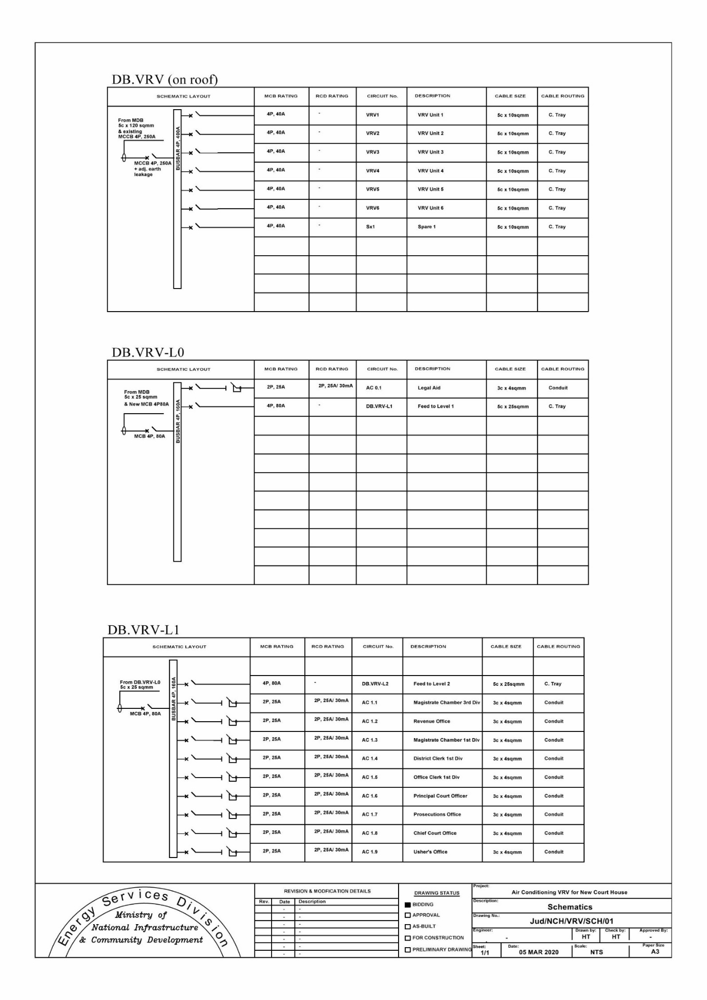 DB.VRV (on roof)
SCHEMATIC LAYOUT MCB RATING RCD RATING CIRCUIT No. DESCRIPTION CABLE SIZE CABLE ROUTING
From MDB
5c x 120 sqmm
& existing
MCCB 4P, 250A
MCCB 4P, 250A
+ adj. earth
leakage
BUSBAR 4P, 400A
4P, 40A - VRV1 VRV Unit 1 5c x 10sqmm C. Tray
4P, 40A - VRV2 VRV Unit 2 5c x 10sqmm C. Tray
4P, 40A - VRV3 VRV Unit 3 5c x 10sqmm C. Tray
4P, 40A - VRV4 VRV Unit 4 5c x 10sqmm C. Tray
4P, 40A - VRV5 VRV Unit 5 5c x 10sqmm C. Tray
4P, 40A - VRV6 VRV Unit 6 5c x 10sqmm C. Tray
4P, 40A - Sx1 Spare 1 5c x 10sqmm C. Tray
DB.VRV-L0
SCHEMATIC LAYOUT MCB RATING RCD RATING CIRCUIT No. DESCRIPTION CABLE SIZE CABLE ROUTING
From MDB
5c x 25 sqmm
& New MCB 4P80A
MCB 4P, 80A
BUSBAR 4P, 160A
2P, 25A 2P, 25A/ 30mA AC 0.1 Legal Aid 3c x 4sqmm Conduit
4P, 80A - DB.VRV-L1 Feed to Level 1 5c x 25sqmm C. Tray
DB.VRV-L1
SCHEMATIC LAYOUT MCB RATING RCD RATING CIRCUIT No. DESCRIPTION CABLE SIZE CABLE ROUTING
From DB.VRV-L0
5c x 25 sqmm
MCB 4P, 80A
BUSBAR 4P, 160A
4P, 80A - DB.VRV-L2 Feed to Level 2 5c x 25sqmm C. Tray
2P, 25A 2P, 25A/ 30mA AC 1.1 Magistrate Chamber 3rd Div 3c x 4sqmm Conduit
2P, 25A 2P, 25A/ 30mA AC 1.2 Revenue Office 3c x 4sqmm Conduit
2P, 25A 2P, 25A/ 30mA AC 1.3 Magistrate Chamber 1st Div 3c x 4sqmm Conduit
2P, 25A 2P, 25A/ 30mA AC 1.4 District Clerk 1st Div 3c x 4sqmm Conduit
2P, 25A 2P, 25A/ 30mA AC 1.5 Office Clerk 1st Div 3c x 4sqmm Conduit
2P, 25A 2P, 25A/ 30mA AC 1.6 Principal Court Officer 3c x 4sqmm Conduit
2P, 25A 2P, 25A/ 30mA AC 1.7 Prosecutions Office 3c x 4sqmm Conduit
2P, 25A 2P, 25A/ 30mA AC 1.8 Chief Court Office 3c x 4sqmm Conduit
2P, 25A 2P, 25A/ 30mA AC 1.9 Usher's Office 3c x 4sqmm Conduit
Energy Services Division
Ministry of
National Infrastructure
& Community Development
REVISION & MODFICATION DETAILS
Rev. Date Description
- -
- -
- -
- -
- -
- -
- -
DRAWING STATUS
BIDDING
APPROVAL
AS-BUILT
FOR CONSTRUCTION
PRELIMINARY DRAWING
Project:
Air Conditioning VRV for New Court House
Description:
Schematics
Drawing No.:
Jud/NCH/VRV/SCH/01
Engineer: Drawn by: Check by: Approved By:
- HT HT -
Sheet: Date: Scale: Paper Size
1/1 05 MAR 2020 NTS A3